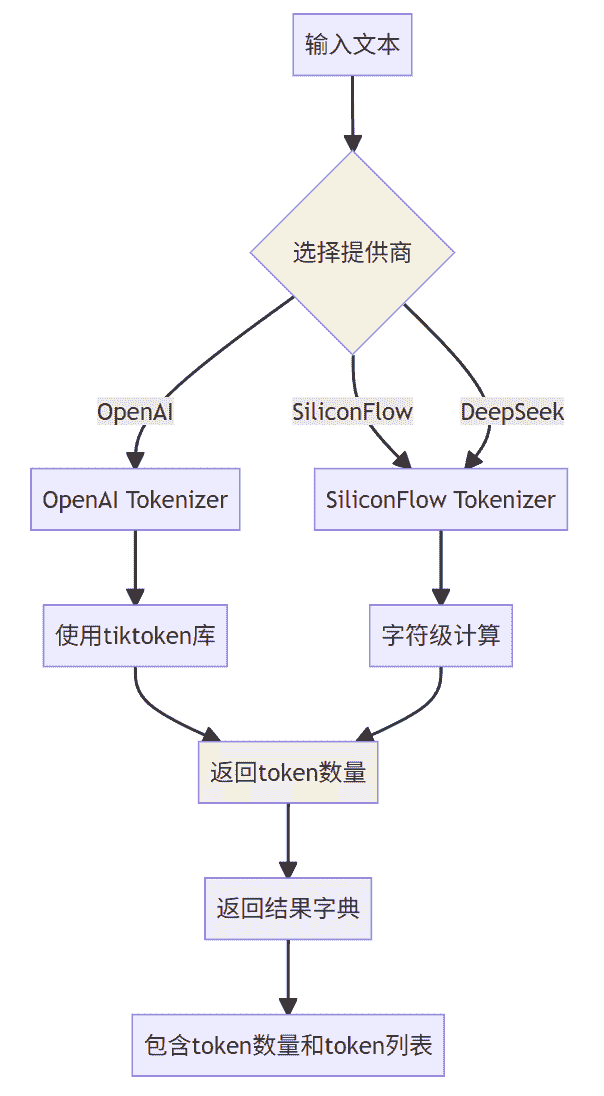 输入文本
选择提供商
OpenAI
SiliconFlow
DeepSeek
OpenAI Tokenizer
SiliconFlow Tokenizer
使用tiktoken库
字符级计算
返回token数量
返回结果字典
包含token数量和token列表